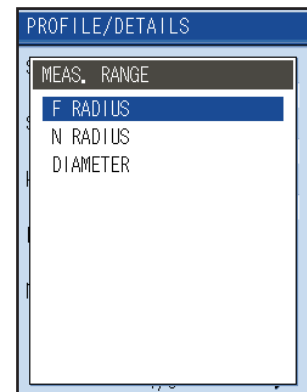 PROFILE/DETAILS
MEAS. RANGE
F RADIUS
N RADIUS
DIAMETER